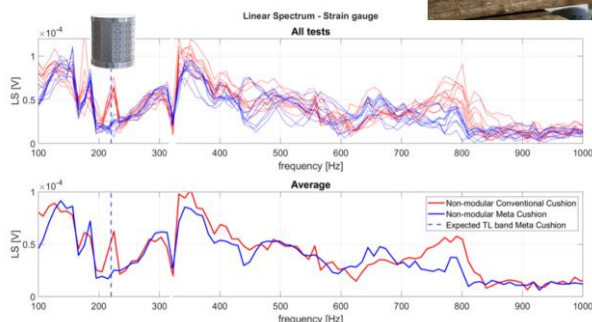 Linear Spectrum - Strain gauge
All tests
1 ×10⁻⁴
LS [V]
0.5
0
100 200 300 400 500 600 700 800 900 1000
frequency [Hz]
Average
1 ×10⁻⁴
LS [V]
0.5
0
Non-modular Conventional Cushion
Non-modular Meta Cushion
Expected TL band Meta Cushion
100 200 300 400 500 600 700 800 900 1000
frequency [Hz]